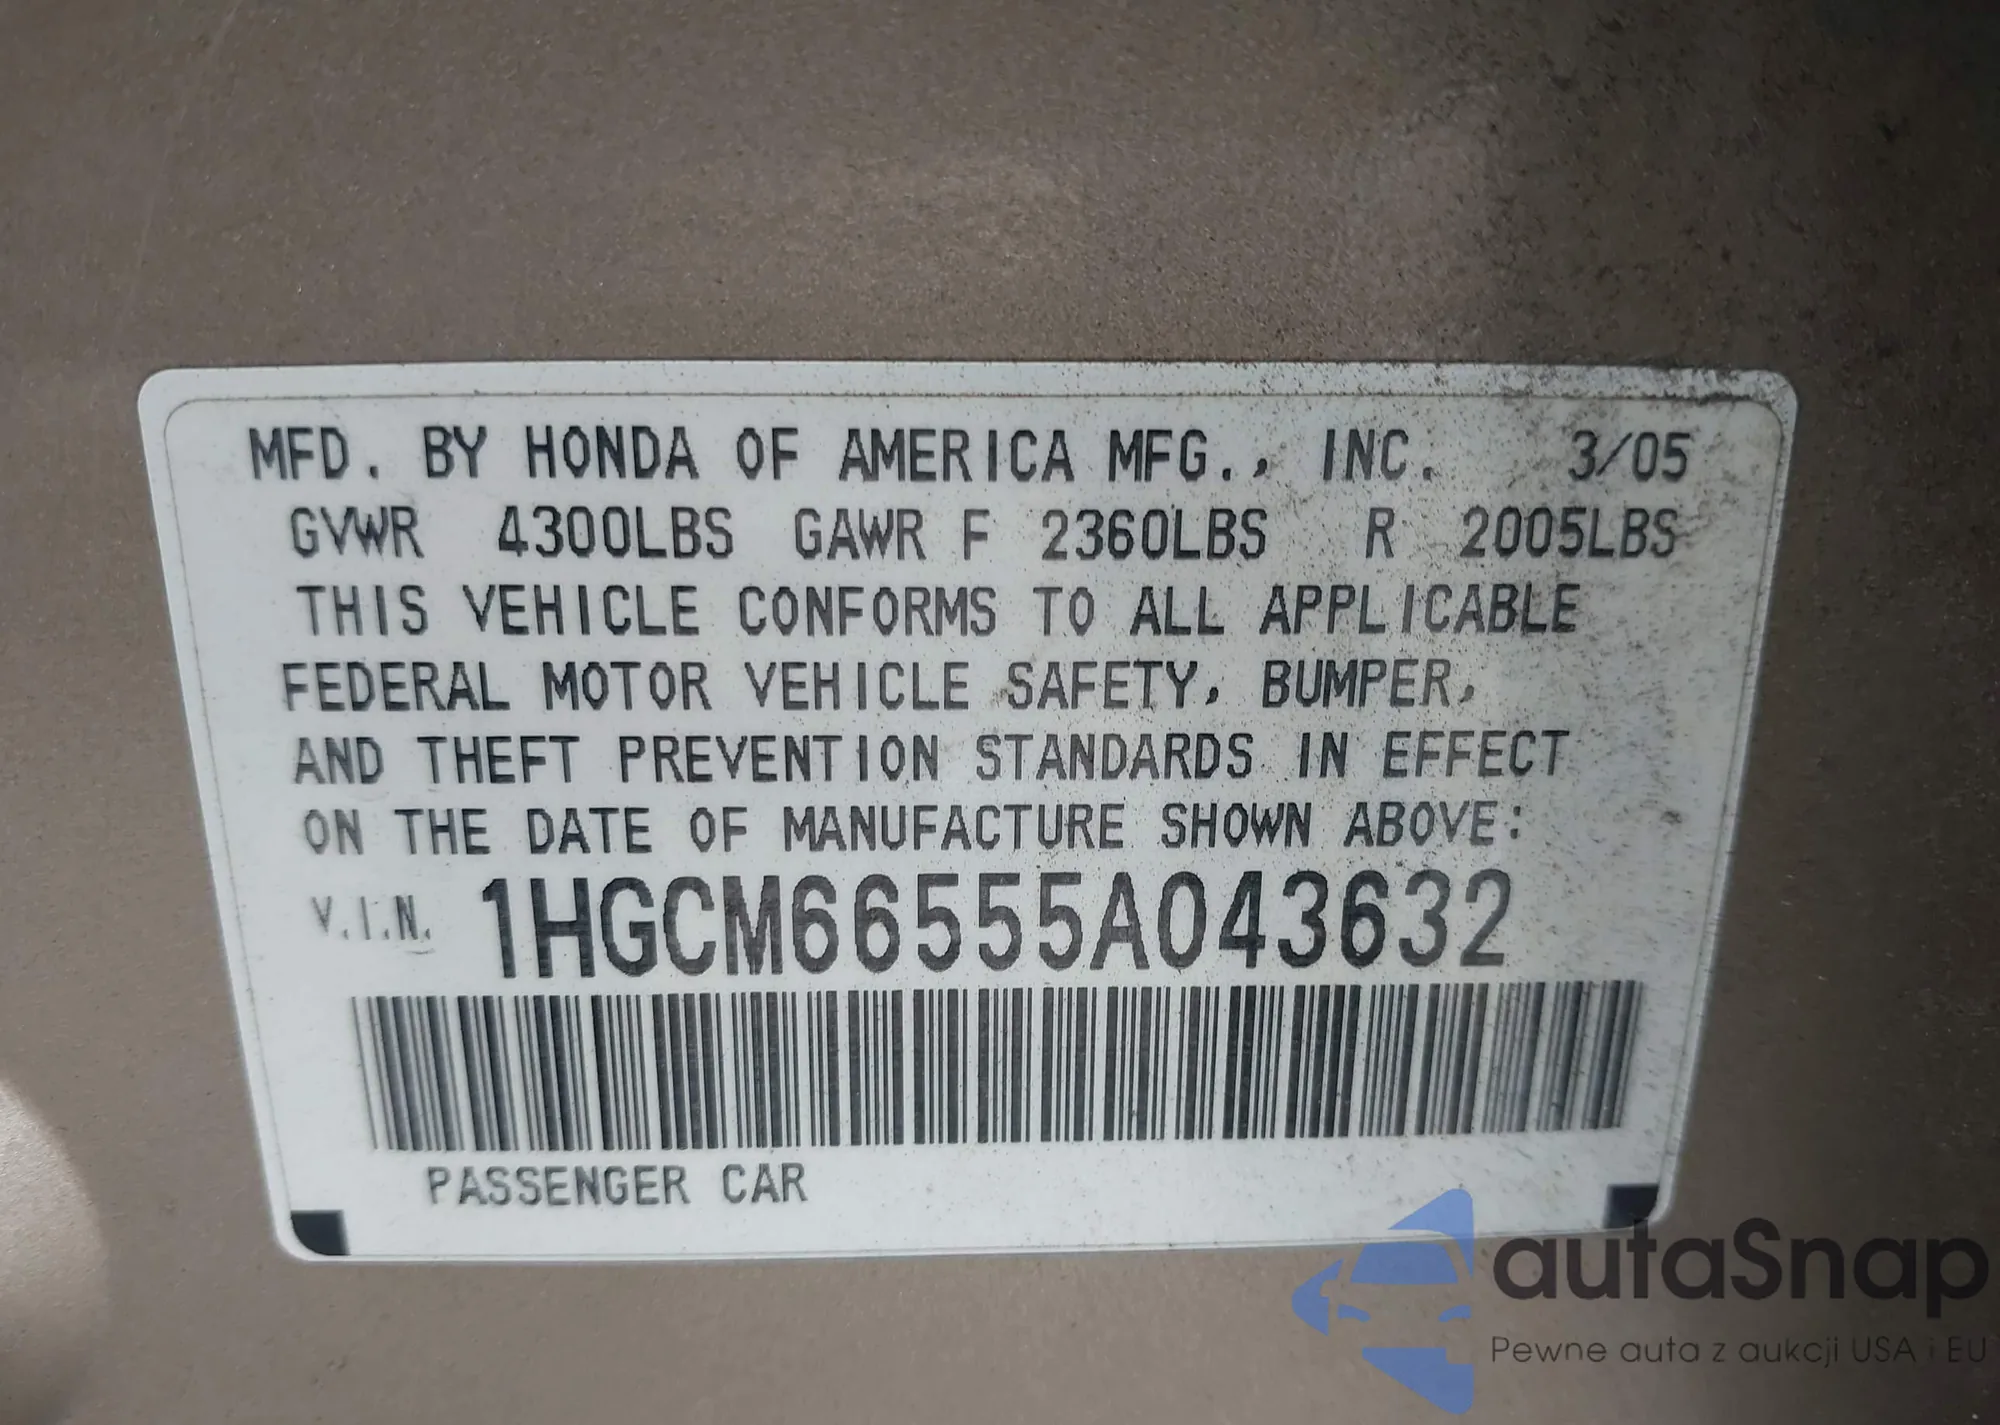 MFD. BY HONDA OF AMERICA MFG., INC. 3/05
GVWR 4300LBS GAWR F 2360LBS R 2005LBS
THIS VEHICLE CONFORMS TO ALL APPLICABLE
FEDERAL MOTOR VEHICLE SAFETY, BUMPER,
AND THEFT PREVENTION STANDARDS IN EFFECT
ON THE DATE OF MANUFACTURE SHOWN ABOVE:
V.I.N. 1HGCM66555A043632
PASSENGER CAR
autaSnap
Pewne auta z aukcji USA i EU